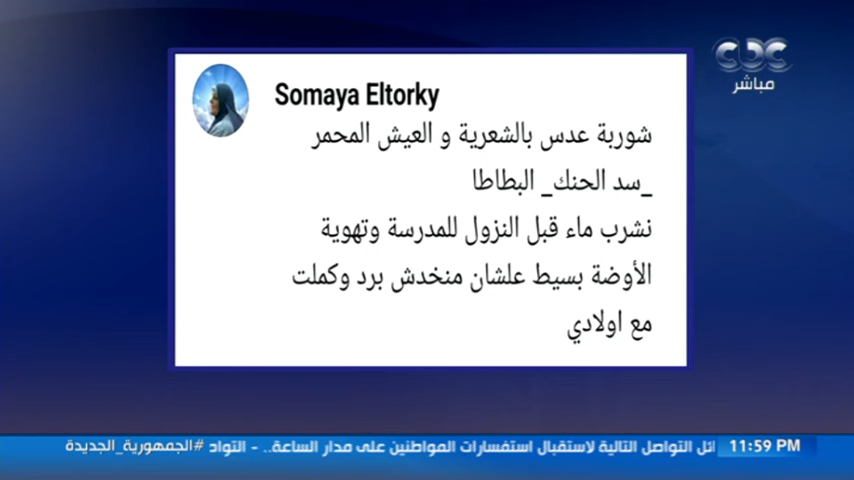 cbc
مباشر
Somaya Eltorky
شوربة عدس بالشعرية و العيش المحمر
_سد الحنك_ البطاطا
نشرب ماء قبل النزول للمدرسة وتهوية
الأوضة بسيط علشان منخدش برد وكملت
مع اولادي
11:59 PM
ائل التواصل التالية لاستقبال استفسارات المواطنين على مدار الساعة.. - التواد #الجمهورية_الجديدة